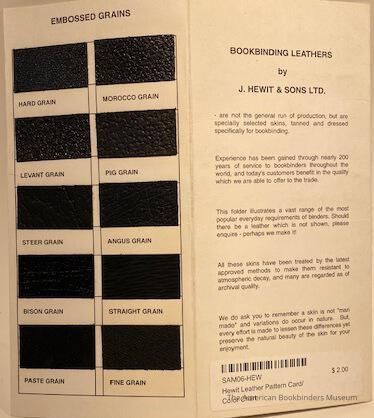 EMBOSSED GRAINS
HARD GRAIN
MOROCCO GRAIN
LEVANT GRAIN
PIG GRAIN
STEER GRAIN
ANGUS GRAIN
BISON GRAIN
STRAIGHT GRAIN
PASTE GRAIN
FINE GRAIN
BOOKBINDING LEATHERS
by
J. HEWIT & SONS LTD.
- are not the general run of production, but are
specially selected skins, tanned and dressed
specifically for bookbinding.
Experience has been gained through nearly 200
years of service to bookbinders throughout the
world, and today's customers benefit in the quality
which we are able to offer to the trade.
This folder illustrates a vast range of the most
popular everyday requirements of binders. Should
there be a leather which is not shown, please
enquire - perhaps we make it!
All these skins have been treated by the latest
approved methods to make them resistant to
atmospheric decay, and many are regarded as of
archival quality.
We do ask you to remember a skin is not "man
made" and variations do occur in nature. But,
every effort is made to lessen these differences yet
preserve the natural beauty of the skin for your
enjoyment.
SAM06-HEW
$ 2.00
Hewit Leather Pattern Card/
Color Chart
The American Bookbinders Museum